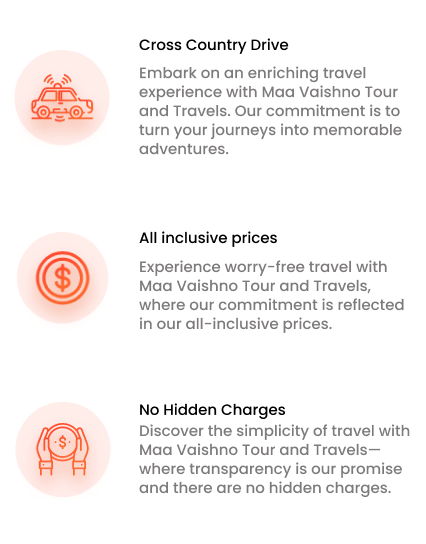 Cross Country Drive
Embark on an enriching travel
experience with Maa Vaishno Tour
and Travels. Our commitment is to
turn your journeys into memorable
adventures.
All inclusive prices
Experience worry-free travel with
Maa Vaishno Tour and Travels,
where our commitment is reflected
in our all-inclusive prices.
No Hidden Charges
Discover the simplicity of travel with
Maa Vaishno Tour and Travels—
where transparency is our promise
and there are no hidden charges.